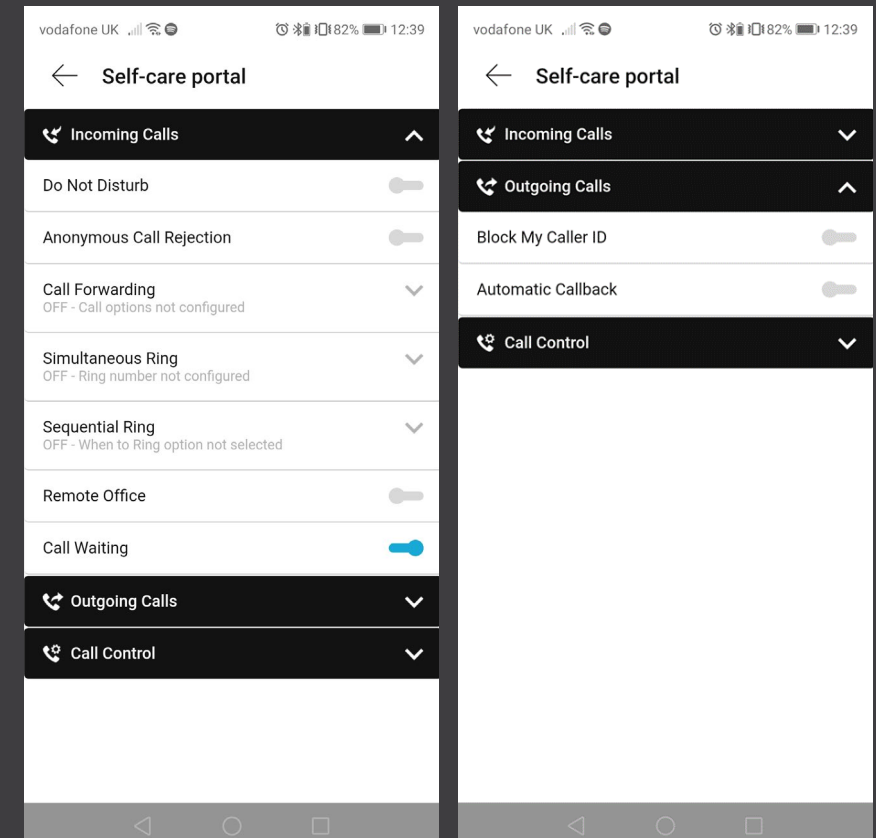 vodafone UK 82% 12:39
Self-care portal
Incoming Calls
Do Not Disturb
Anonymous Call Rejection
Call Forwarding
OFF - Call options not configured
Simultaneous Ring
OFF - Ring number not configured
Sequential Ring
OFF - When to Ring option not selected
Remote Office
Call Waiting
Outgoing Calls
Call Control
vodafone UK 82% 12:39
Self-care portal
Incoming Calls
Outgoing Calls
Block My Caller ID
Automatic Callback
Call Control